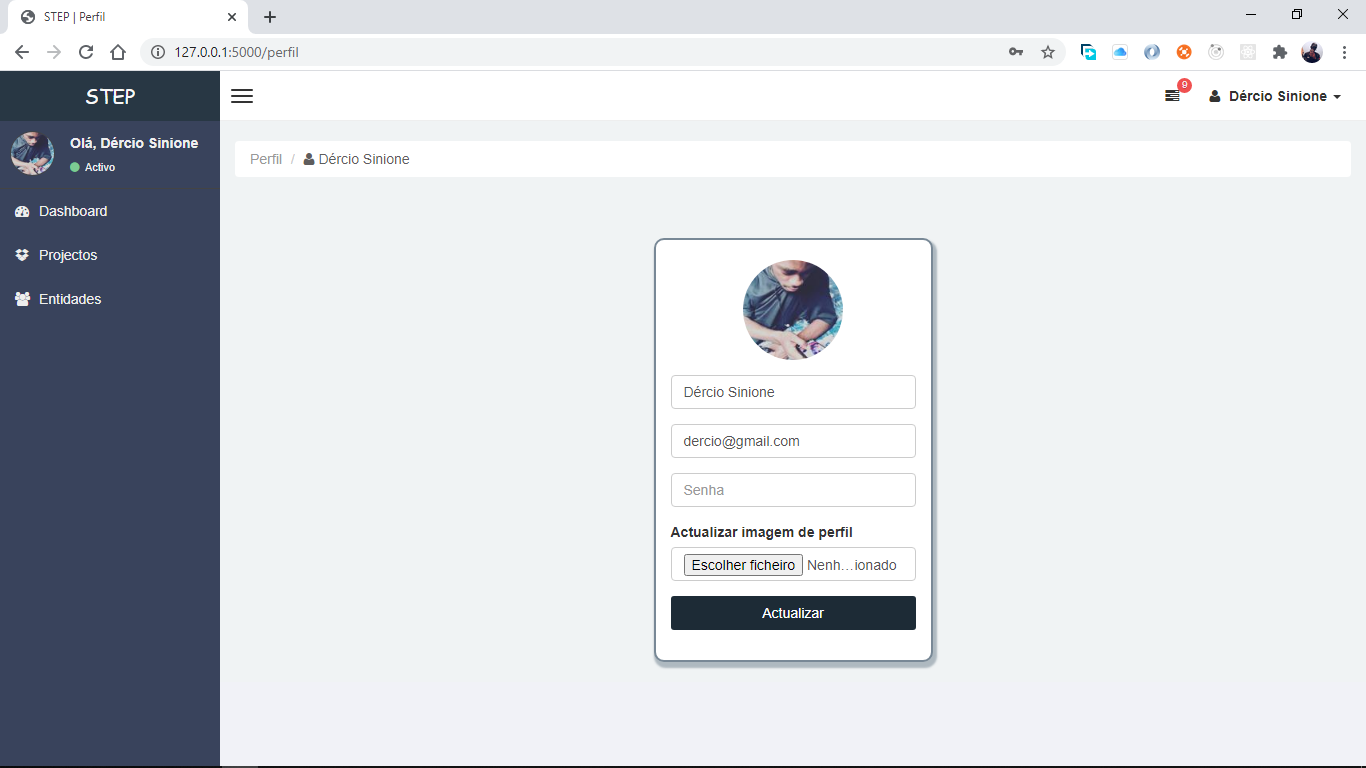 STEP | Perfil
127.0.0.1:5000/perfil
STEP
9
Dércio Sinione
Olá, Dércio Sinione
Activo
Perfil / Dércio Sinione
Dashboard
Projectos
Entidades
Dércio Sinione
dercio@gmail.com
Senha
Actualizar imagem de perfil
Escolher ficheiro Nenh…ionado
Actualizar